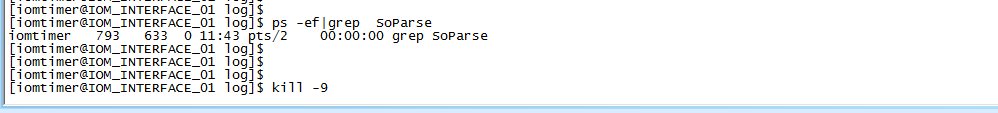 [iomtimer@IOM_INTERFACE_01 log]$
[iomtimer@IOM_INTERFACE_01 log]$ ps -ef|grep  SoParse
iomtimer   793   633  0 11:43 pts/2    00:00:00 grep SoParse
[iomtimer@IOM_INTERFACE_01 log]$
[iomtimer@IOM_INTERFACE_01 log]$
[iomtimer@IOM_INTERFACE_01 log]$
[iomtimer@IOM_INTERFACE_01 log]$ kill -9